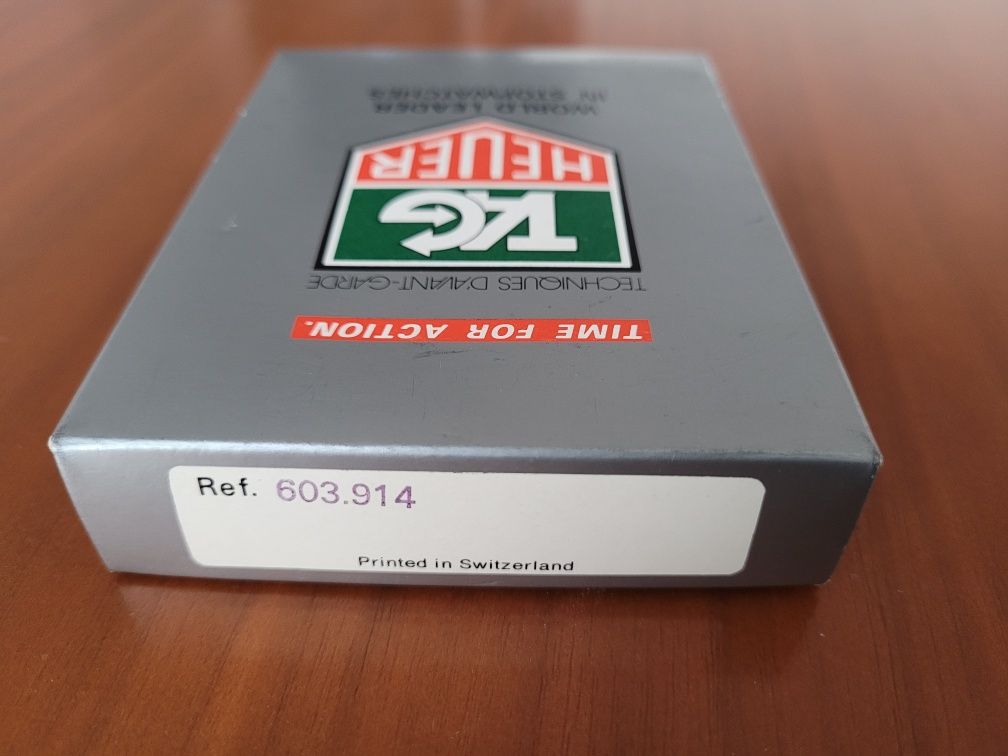 WORLD LEADER
IN STOPWATCHES
HEUER
TAG
TECHNIQUES D'AVANT-GARDE
TIME FOR ACTION.
Ref. 603.914
Printed in Switzerland